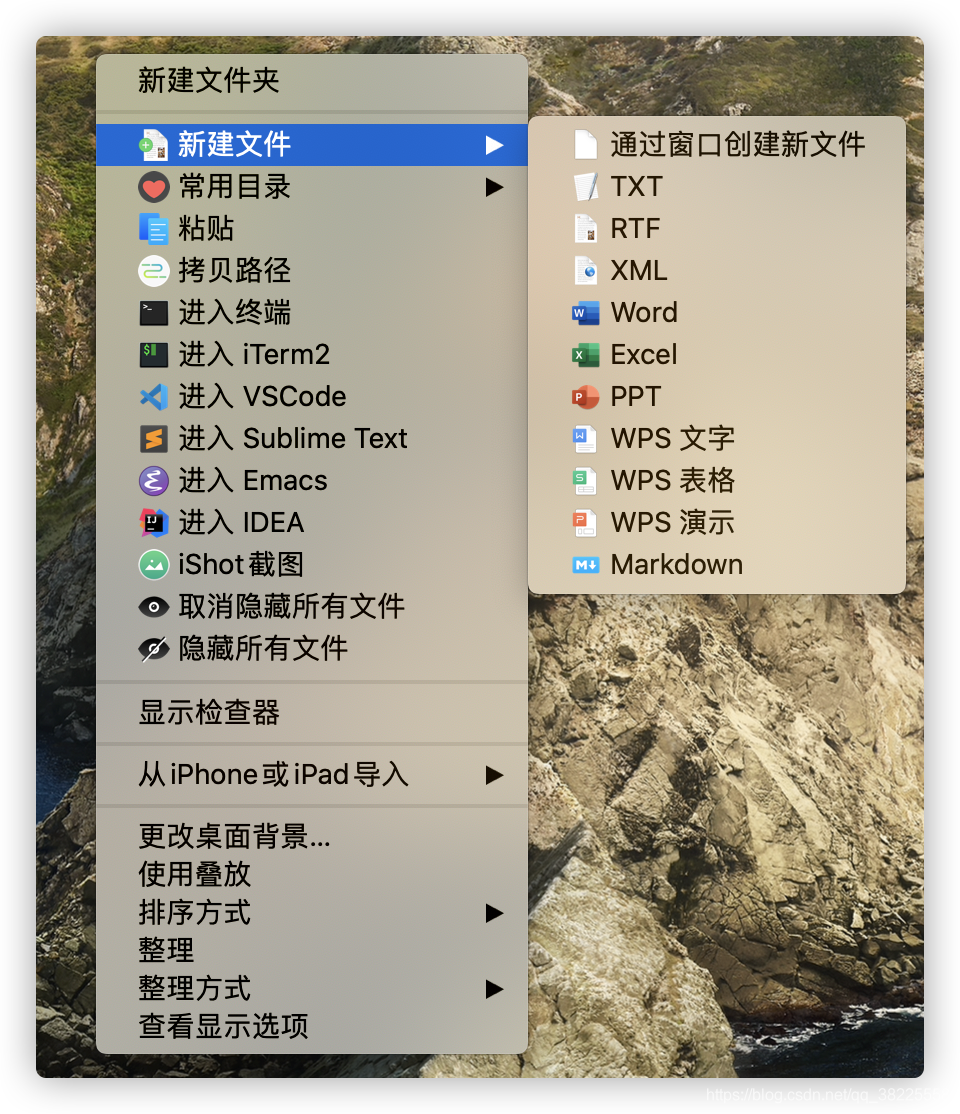 新建文件夹
新建文件
常用目录
粘贴
拷贝路径
进入终端
进入 iTerm2
进入 VSCode
进入 Sublime Text
进入 Emacs
进入 IDEA
iShot截图
取消隐藏所有文件
隐藏所有文件
显示检查器
从iPhone或iPad导入
更改桌面背景...
使用叠放
排序方式
整理
整理方式
查看显示选项
通过窗口创建新文件
TXT
RTF
XML
Word
Excel
PPT
WPS 文字
WPS 表格
WPS 演示
Markdown